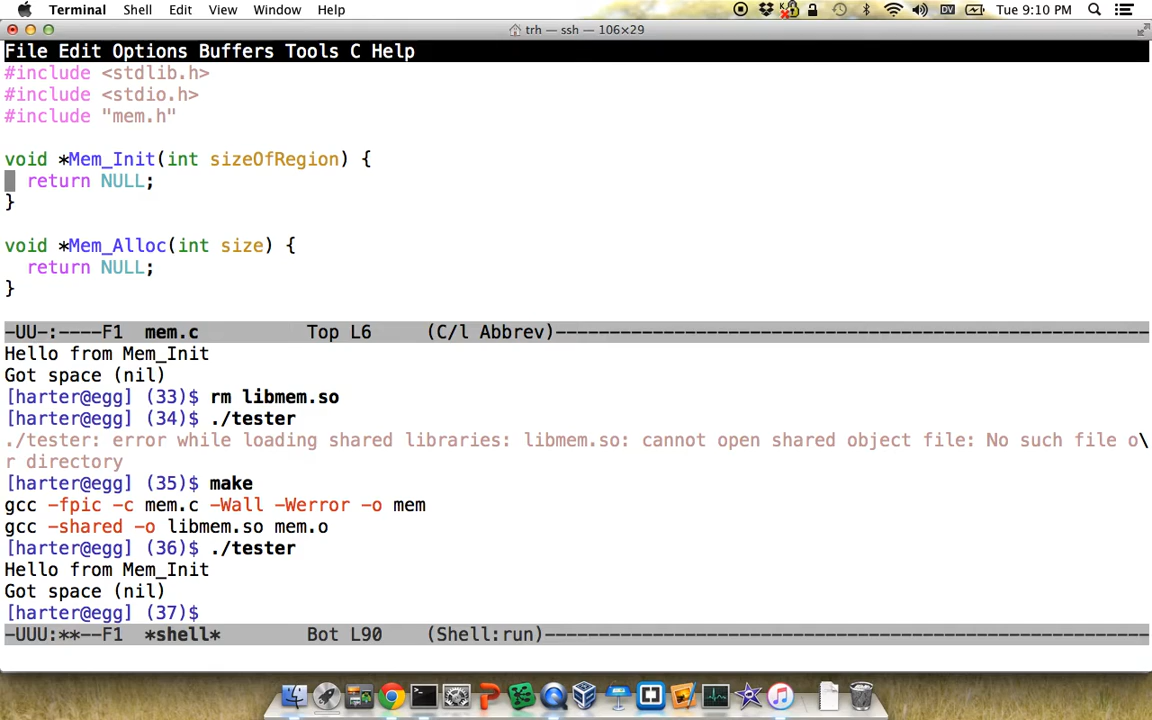 Terminal Shell Edit View Window Help Tue 9:10 PM
trh — ssh — 106×29
File Edit Options Buffers Tools C Help
#include <stdlib.h>
#include <stdio.h>
#include "mem.h"
void *Mem_Init(int sizeOfRegion) {
  return NULL;
}
void *Mem_Alloc(int size) {
  return NULL;
}
-UU-:----F1  mem.c          Top L6     (C/l Abbrev)-------------------------------------------------------
Hello from Mem_Init
Got space (nil)
[harter@egg] (33)$ rm libmem.so
[harter@egg] (34)$ ./tester
./tester: error while loading shared libraries: libmem.so: cannot open shared object file: No such file o\
r directory
[harter@egg] (35)$ make
gcc -fpic -c mem.c -Wall -Werror -o mem
gcc -shared -o libmem.so mem.o
[harter@egg] (36)$ ./tester
Hello from Mem_Init
Got space (nil)
[harter@egg] (37)$
-UUU:**--F1  *shell*        Bot L90    (Shell:run)--------------------------------------------------------